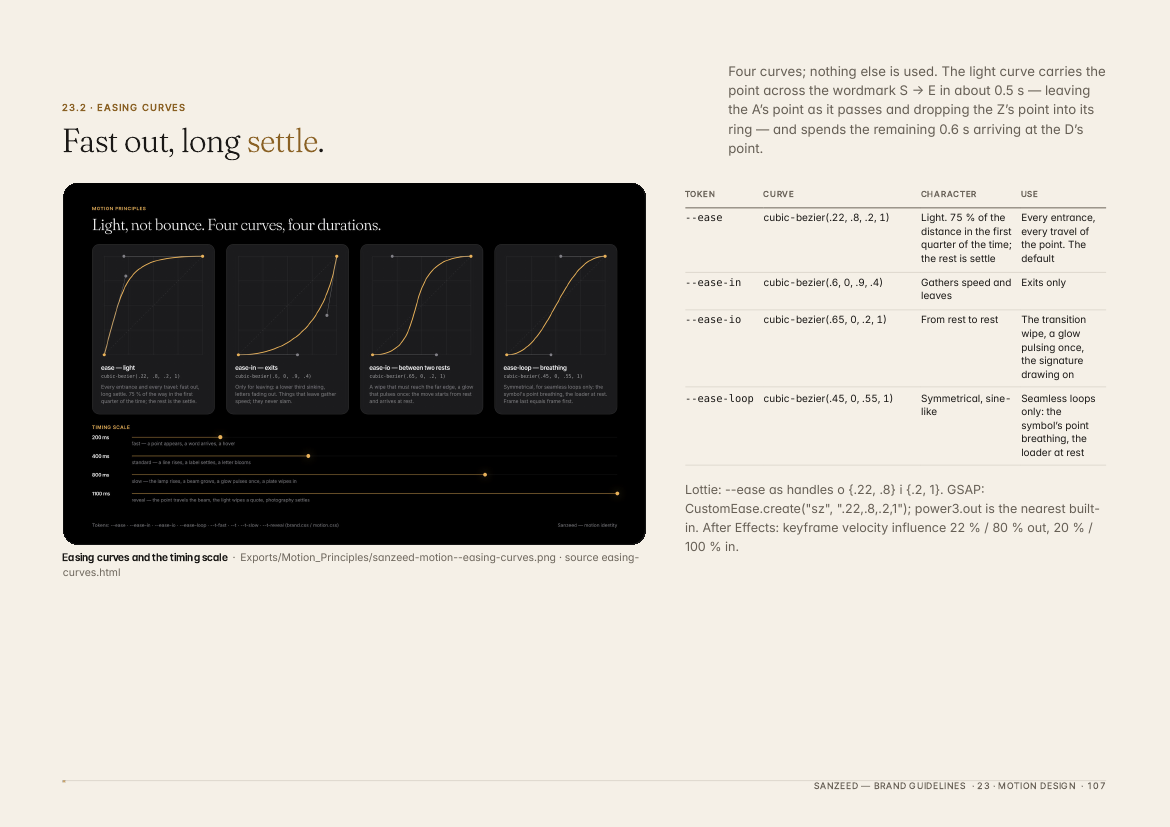 23.2 · EASING CURVES
Fast out, long settle.
Four curves; nothing else is used. The light curve carries the
point across the wordmark S → E in about 0.5 s — leaving
the A’s point as it passes and dropping the Z’s point into its
ring — and spends the remaining 0.6 s arriving at the D’s
point.
MOTION PRINCIPLES
Light, not bounce. Four curves, four durations.
ease — light
cubic-bezier(.22, .8, .2, 1)
Every entrance and every travel: fast out,
long settle. 75 % of the way in the first
quarter of the time; the rest is the settle.
ease-in — exits
cubic-bezier(.6, 0, .9, .4)
Only for leaving: a lower third sinking,
letters fading out. Things that leave gather
speed; they never slam.
ease-io — between two rests
cubic-bezier(.65, 0, .2, 1)
A wipe that must reach the far edge, a glow
that pulses once: the move starts from rest
and arrives at rest.
ease-loop — breathing
cubic-bezier(.45, 0, .55, 1)
Symmetrical, for seamless loops only: the
symbol’s point breathing, the loader at rest.
Frame last equals frame first.
TIMING SCALE
200 ms
fast — a point appears, a word arrives, a hover
400 ms
standard — a line rises, a label settles, a letter blooms
800 ms
slow — the lamp rises, a beam grows, a glow pulses once, a plate wipes in
1100 ms
reveal — the point travels the beam, the light wipes a quote, photography settles
Tokens: --ease · --ease-in · --ease-io · --ease-loop · --t-fast · --t · --t-slow · --t-reveal (brand.css / motion.css)
Sanzeed — motion identity
Easing curves and the timing scale · Exports/Motion_Principles/sanzeed-motion--easing-curves.png · source easing-
curves.html
TOKEN CURVE CHARACTER USE
--ease cubic-bezier(.22, .8, .2, 1) Light. 75 % of the Every entrance,
distance in the first every travel of
quarter of the time; the point. The
the rest is settle default
--ease-in cubic-bezier(.6, 0, .9, .4) Gathers speed and Exits only
leaves
--ease-io cubic-bezier(.65, 0, .2, 1) From rest to rest The transition
wipe, a glow
pulsing once,
the signature
drawing on
--ease-loop cubic-bezier(.45, 0, .55, 1) Symmetrical, sine- Seamless loops
like only: the
symbol’s point
breathing, the
loader at rest
Lottie: --ease as handles o {.22, .8} i {.2, 1}. GSAP:
CustomEase.create("sz", ".22,.8,.2,1"); power3.out is the nearest built-
in. After Effects: keyframe velocity influence 22 % / 80 % out, 20 % /
100 % in.
SANZEED — BRAND GUIDELINES · 23 · MOTION DESIGN · 107